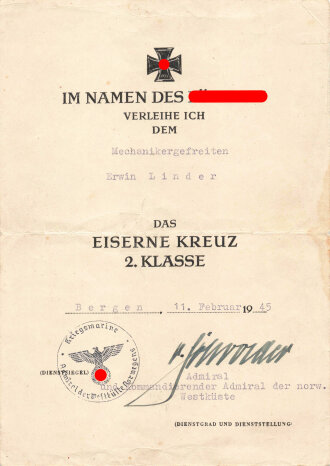 IM NAMEN DES
VERLEIHE ICH
DEM
Mechanikergefreiten
Erwin Linder
DAS
EISERNE KREUZ
2. KLASSE
Bergen, 11. Februar 1945
Kriegsmarine
(DIENSTSIEGEL)
Admiral
und kommandierender Admiral der norw.
Westküste
(DIENSTGRAD UND DIENSTSTELLUNG)